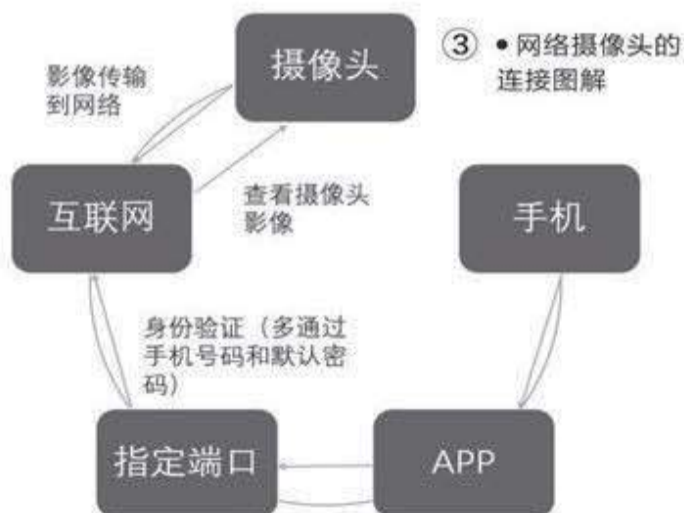 摄像头
③ •网络摄像头的
连接图解
影像传输
到网络
互联网
查看摄像头
影像
手机
身份验证（多通过
手机号码和默认密
码）
指定端口
APP